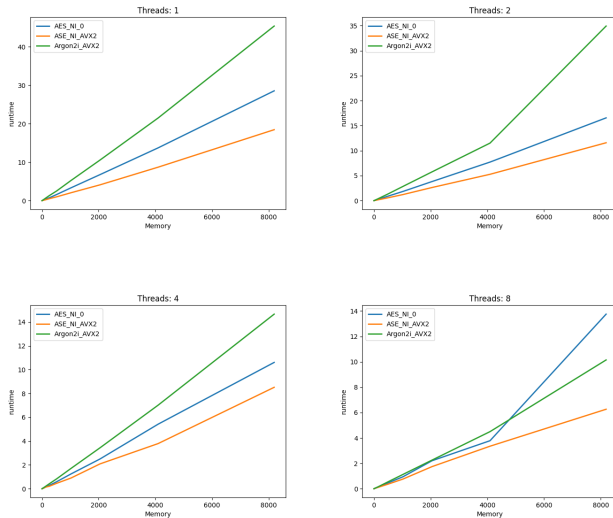 Threads: 1
AES_NI_0
ASE_NI_AVX2
Argon2i_AVX2
runtime
40
30
20
10
0
0
2000
4000
6000
8000
Memory
Threads: 2
AES_NI_0
ASE_NI_AVX2
Argon2i_AVX2
runtime
35
30
25
20
15
10
5
0
0
2000
4000
6000
8000
Memory
Threads: 4
AES_NI_0
ASE_NI_AVX2
Argon2i_AVX2
runtime
14
12
10
8
6
4
2
0
0
2000
4000
6000
8000
Memory
Threads: 8
AES_NI_0
ASE_NI_AVX2
Argon2i_AVX2
runtime
14
12
10
8
6
4
2
0
0
2000
4000
6000
8000
Memory